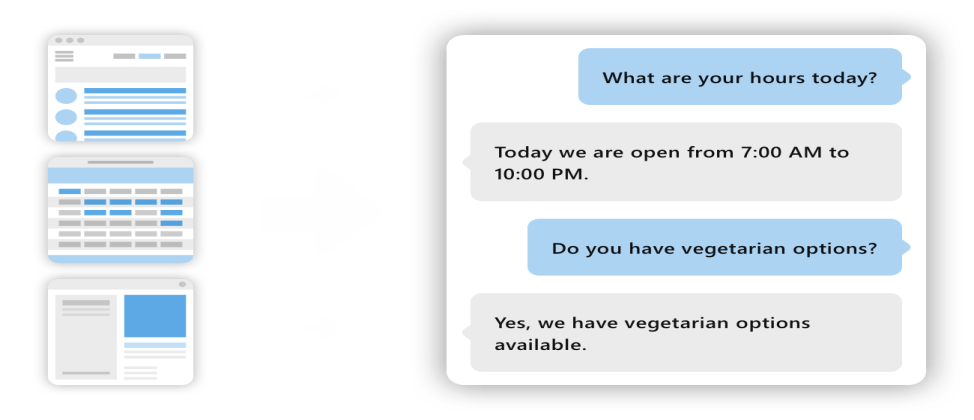 What are your hours today?
Today we are open from 7:00 AM to
10:00 PM.
Do you have vegetarian options?
Yes, we have vegetarian options
available.